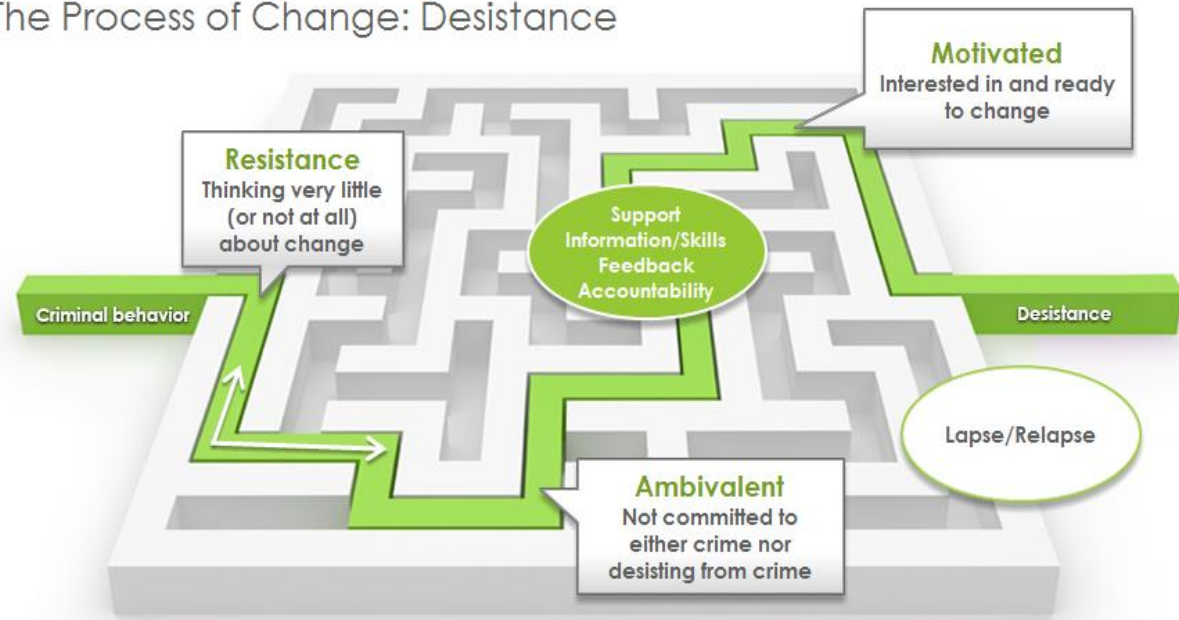 The Process of Change: Desistance
Motivated
Interested in and ready
to change
Resistance
Thinking very little
(or not at all)
about change
Support
Information/Skills
Feedback
Accountability
Criminal behavior
Desistance
Lapse/Relapse
Ambivalent
Not committed to
either crime nor
desisting from crime